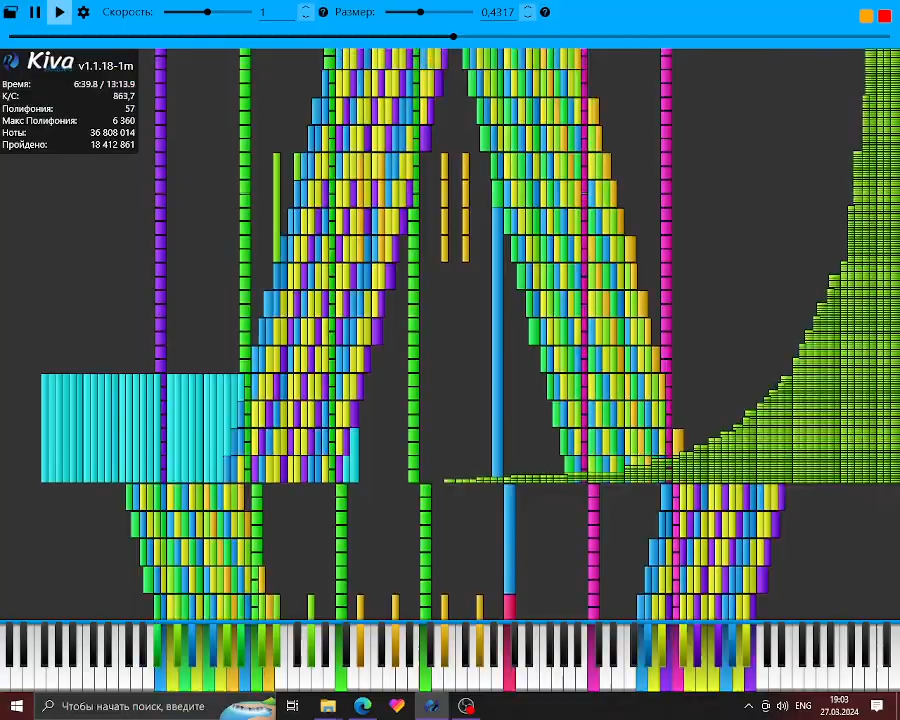 Скорость: 1 Размер: 0,4317
Kiva v1.1.18-1m
Время: 6:39.8 / 13:13.9
К/С: 863,7
Полифония: 57
Макс Полифония: 6 360
Ноты: 36 808 014
Пройдено: 18 412 861
Чтобы начать поиск, введите
ENG
19:03
27.03.2024